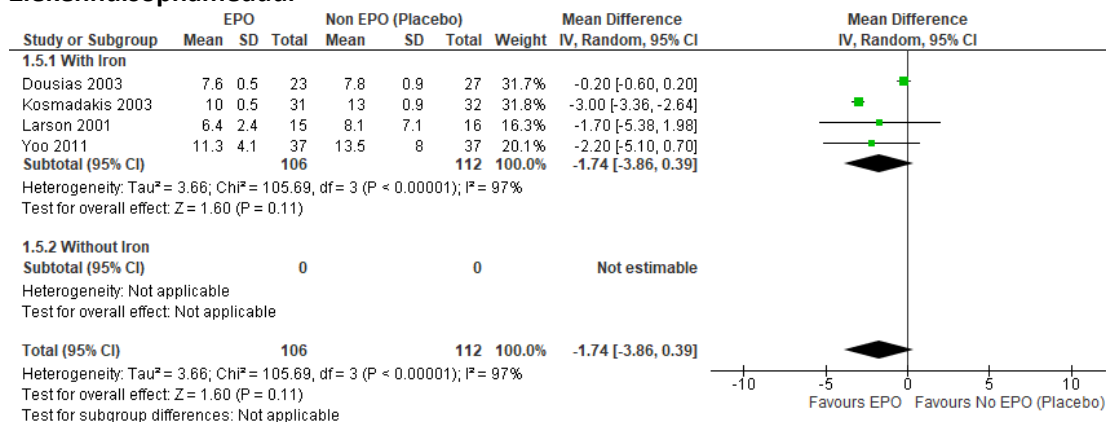 EPO Non EPO (Placebo) Mean Difference Mean Difference
Study or Subgroup Mean SD Total Mean SD Total Weight IV, Random, 95% CI IV, Random, 95% CI
1.5.1 With Iron
Dousias 2003 7.6 0.5 23 7.8 0.9 27 31.7% -0.20 [-0.60, 0.20]
Kosmadakis 2003 10 0.5 31 13 0.9 32 31.8% -3.00 [-3.36, -2.64]
Larson 2001 6.4 2.4 15 8.1 7.1 16 16.3% -1.70 [-5.38, 1.98]
Yoo 2011 11.3 4.1 37 13.5 8 37 20.1% -2.20 [-5.10, 0.70]
Subtotal (95% CI) 106 112 100.0% -1.74 [-3.86, 0.39]
Heterogeneity: Tau² = 3.66; Chi² = 105.69, df = 3 (P < 0.00001); I² = 97%
Test for overall effect: Z = 1.60 (P = 0.11)
1.5.2 Without Iron
Subtotal (95% CI) 0 0 Not estimable
Heterogeneity: Not applicable
Test for overall effect: Not applicable
Total (95% CI) 106 112 100.0% -1.74 [-3.86, 0.39]
Heterogeneity: Tau² = 3.66; Chi² = 105.69, df = 3 (P < 0.00001); I² = 97%
Test for overall effect: Z = 1.60 (P = 0.11)
Test for subgroup differences: Not applicable
-10 -5 0 5 10
Favours EPO Favours No EPO (Placebo)